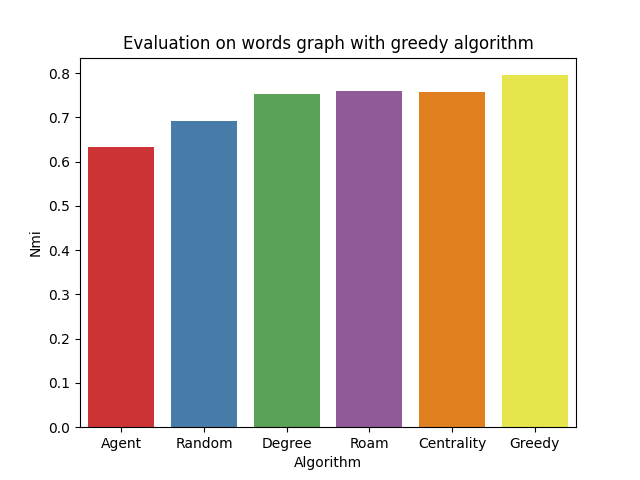 Evaluation on words graph with greedy algorithm
0.8
0.7
0.6
0.5
0.4
0.3
0.2
0.1
0.0
Nmi
Agent Random Degree Roam Centrality Greedy
Algorithm